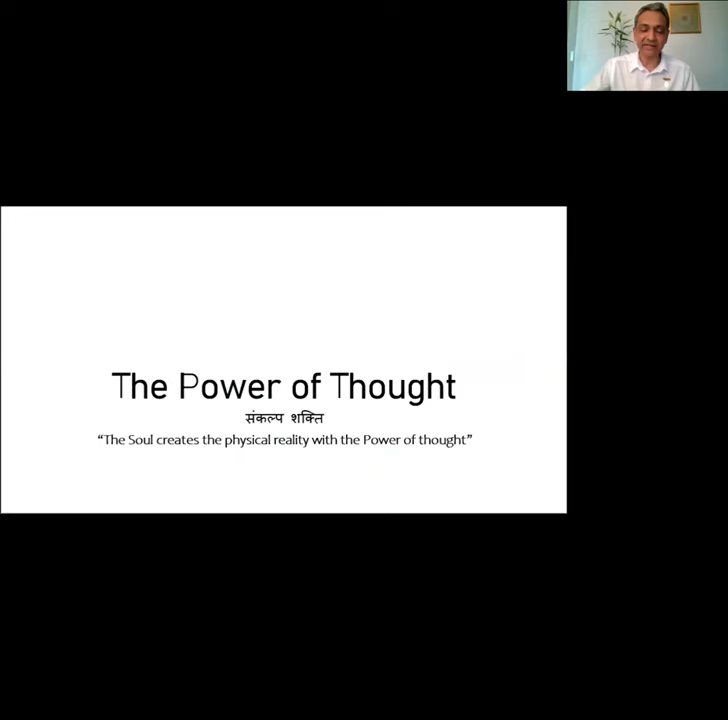 The Power of Thought
संकल्प शक्ति
“The Soul creates the physical reality with the Power of thought”